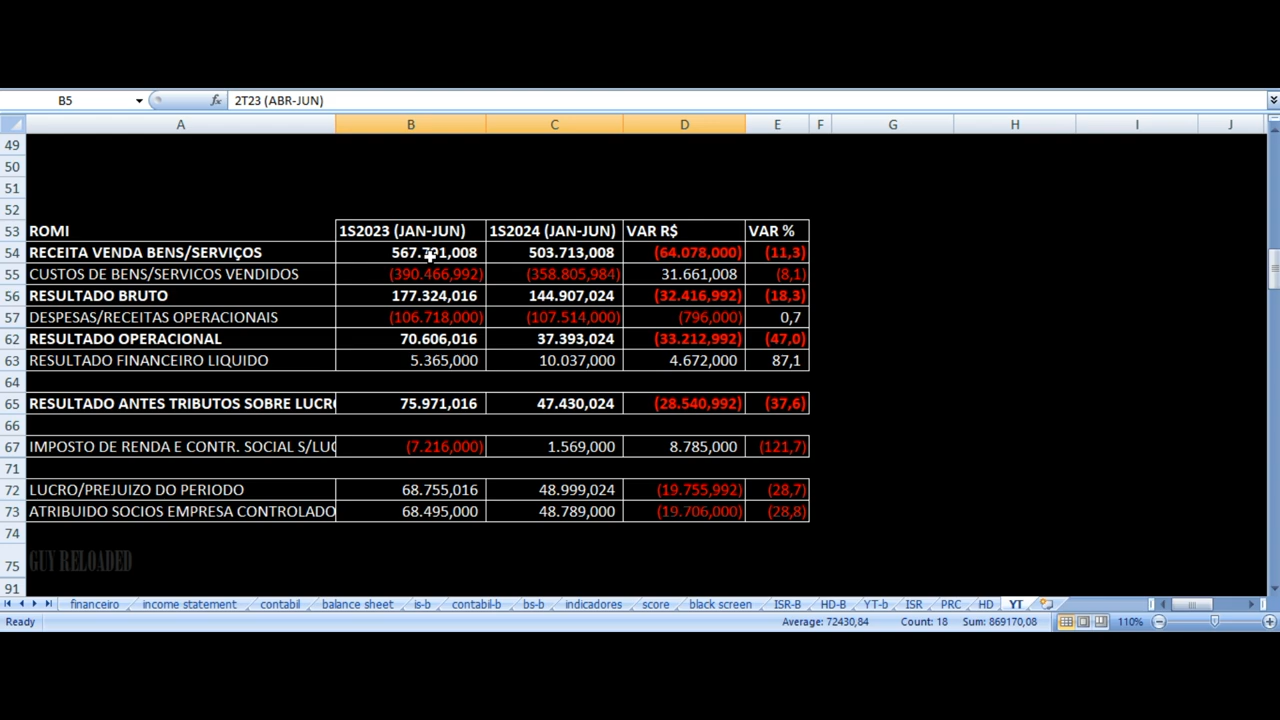 B5 fx 2T23 (ABR-JUN)
A B C D E F G H I J
49
50
51
52
53 ROMI 1S2023 (JAN-JUN) 1S2024 (JAN-JUN) VAR R$ VAR %
54 RECEITA VENDA BENS/SERVIÇOS 567.791,008 503.713,008 (64.078,000) (11,3)
55 CUSTOS DE BENS/SERVICOS VENDIDOS (390.466,992) (358.805,984) 31.661,008 (8,1)
56 RESULTADO BRUTO 177.324,016 144.907,024 (32.416,992) (18,3)
57 DESPESAS/RECEITAS OPERACIONAIS (106.718,000) (107.514,000) (796,000) 0,7
62 RESULTADO OPERACIONAL 70.606,016 37.393,024 (33.212,992) (47,0)
63 RESULTADO FINANCEIRO LIQUIDO 5.365,000 10.037,000 4.672,000 87,1
64
65 RESULTADO ANTES TRIBUTOS SOBRE LUCRO 75.971,016 47.430,024 (28.540,992) (37,6)
66
67 IMPOSTO DE RENDA E CONTR. SOCIAL S/LUC (7.216,000) 1.569,000 8.785,000 (121,7)
71
72 LUCRO/PREJUIZO DO PERIODO 68.755,016 48.999,024 (19.755,992) (28,7)
73 ATRIBUIDO SOCIOS EMPRESA CONTROLADO 68.495,000 48.789,000 (19.706,000) (28,8)
74
75 GUY RELOADED
91
financeiro income statement contabil balance sheet is-b contabil-b bs-b indicadores score black screen ISR-B HD-B YT-b ISR PRC HD YT
Ready Average: 72430,84 Count: 18 Sum: 869170,08 110%